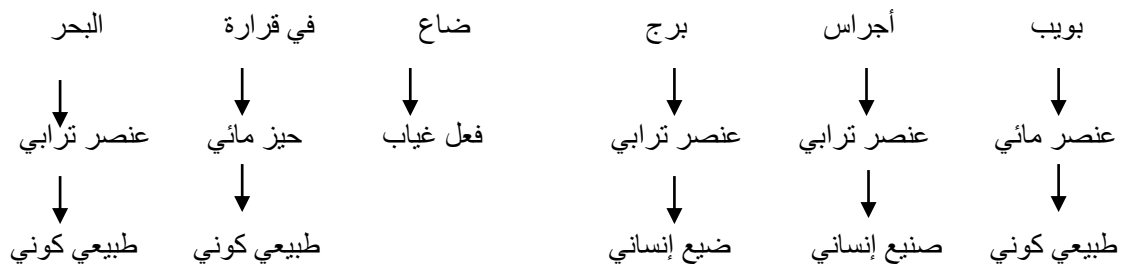 بويب أجراس برج ضاع في قرارة البحر
عنصر مائي عنصر ترابي عنصر ترابي فعل غياب حيز مائي عنصر ترابي
طبيعي كوني صنيع إنساني ضيع إنساني طبيعي كوني طبيعي كوني